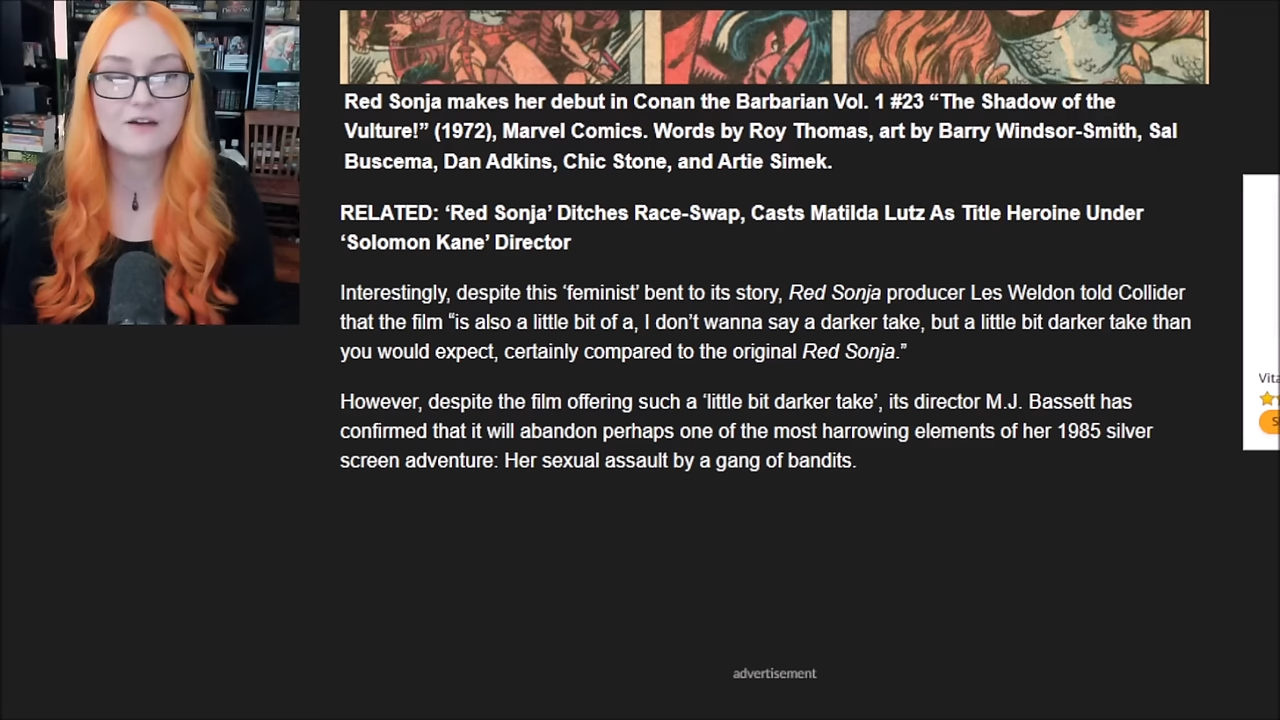 Red Sonja makes her debut in Conan the Barbarian Vol. 1 #23 “The Shadow of the
Vulture!” (1972), Marvel Comics. Words by Roy Thomas, art by Barry Windsor-Smith, Sal
Buscema, Dan Adkins, Chic Stone, and Artie Simek.
RELATED: ‘Red Sonja’ Ditches Race-Swap, Casts Matilda Lutz As Title Heroine Under
‘Solomon Kane’ Director
Interestingly, despite this ‘feminist’ bent to its story, Red Sonja producer Les Weldon told Collider
that the film “is also a little bit of a, I don’t wanna say a darker take, but a little bit darker take than
you would expect, certainly compared to the original Red Sonja.”
However, despite the film offering such a ‘little bit darker take’, its director M.J. Bassett has
confirmed that it will abandon perhaps one of the most harrowing elements of her 1985 silver
screen adventure: Her sexual assault by a gang of bandits.
advertisement